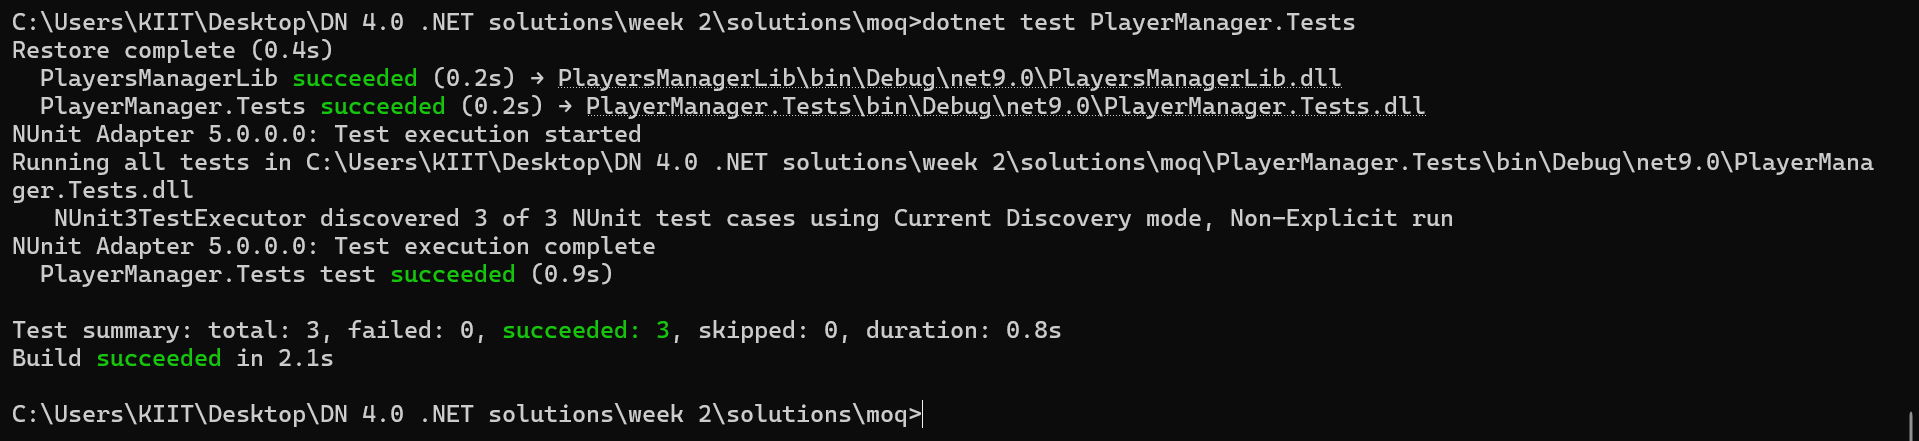 C:\Users\KIIT\Desktop\DN 4.0 .NET solutions\week 2\solutions\moq>dotnet test PlayerManager.Tests
Restore complete (0.4s)
  PlayersManagerLib succeeded (0.2s) → PlayersManagerLib\bin\Debug\net9.0\PlayersManagerLib.dll
  PlayerManager.Tests succeeded (0.2s) → PlayerManager.Tests\bin\Debug\net9.0\PlayerManager.Tests.dll
NUnit Adapter 5.0.0.0: Test execution started
Running all tests in C:\Users\KIIT\Desktop\DN 4.0 .NET solutions\week 2\solutions\moq\PlayerManager.Tests\bin\Debug\net9.0\PlayerMana
ger.Tests.dll
   NUnit3TestExecutor discovered 3 of 3 NUnit test cases using Current Discovery mode, Non-Explicit run
NUnit Adapter 5.0.0.0: Test execution complete
  PlayerManager.Tests test succeeded (0.9s)

Test summary: total: 3, failed: 0, succeeded: 3, skipped: 0, duration: 0.8s
Build succeeded in 2.1s

C:\Users\KIIT\Desktop\DN 4.0 .NET solutions\week 2\solutions\moq>